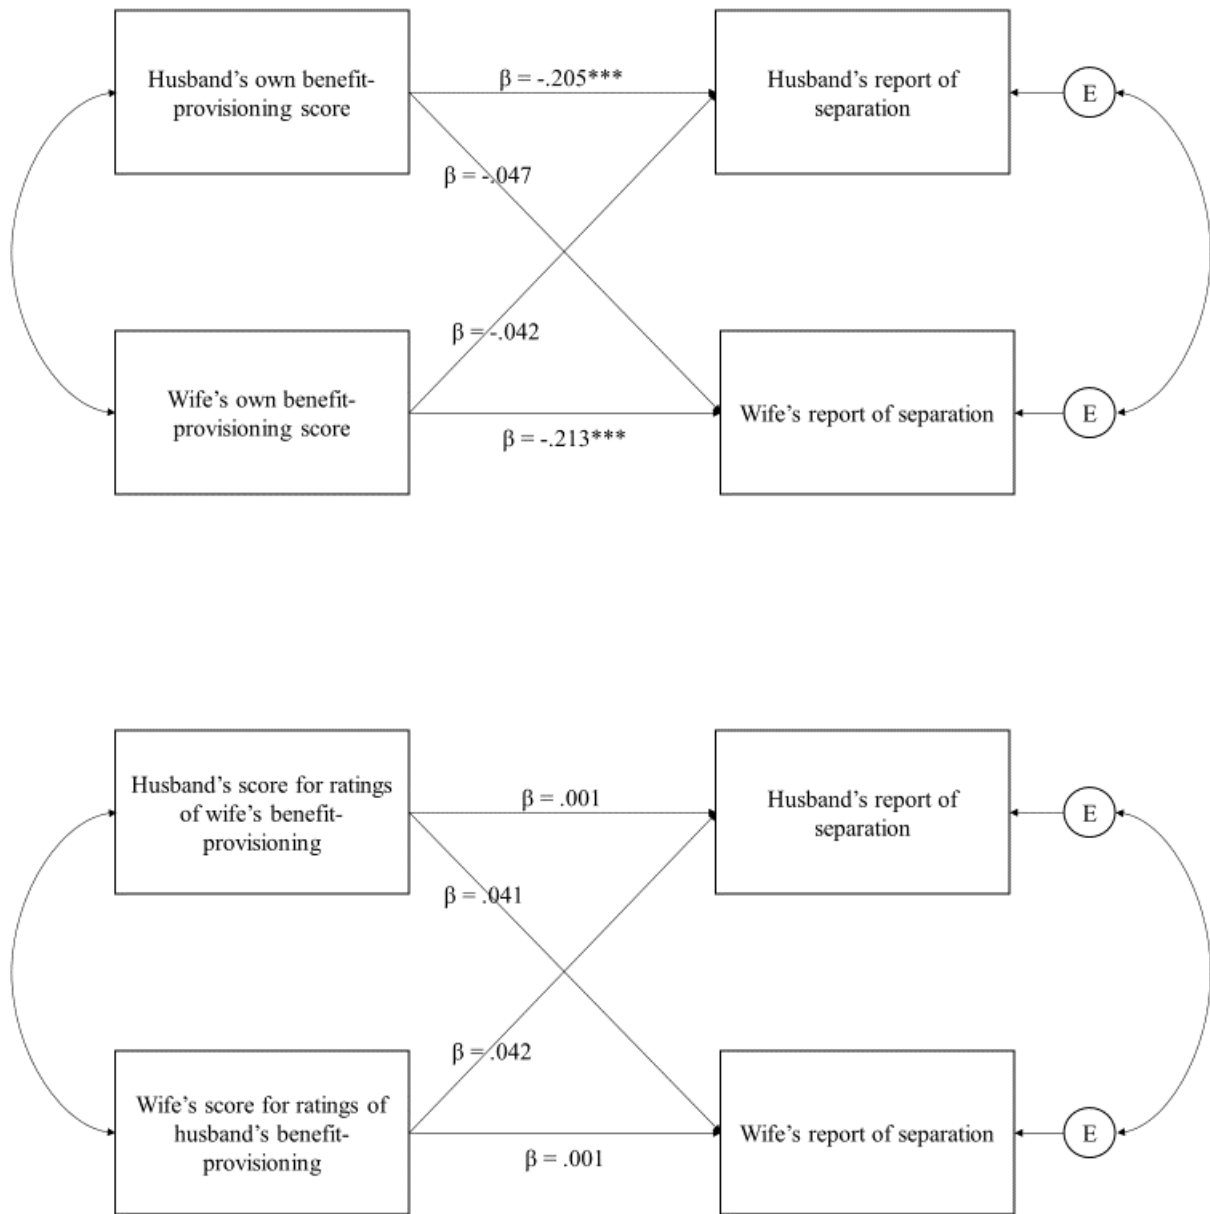 Husband's own benefit-
provisioning score
β = -.205***
Husband's report of
separation
E
β = -.047
β = -.042
Wife's own benefit-
provisioning score
β = -.213***
Wife's report of separation
E
Husband's score for ratings
of wife's benefit-
provisioning
β = .001
Husband's report of
separation
E
β = .041
β = .042
Wife's score for ratings of
husband's benefit-
provisioning
β = .001
Wife's report of separation
E